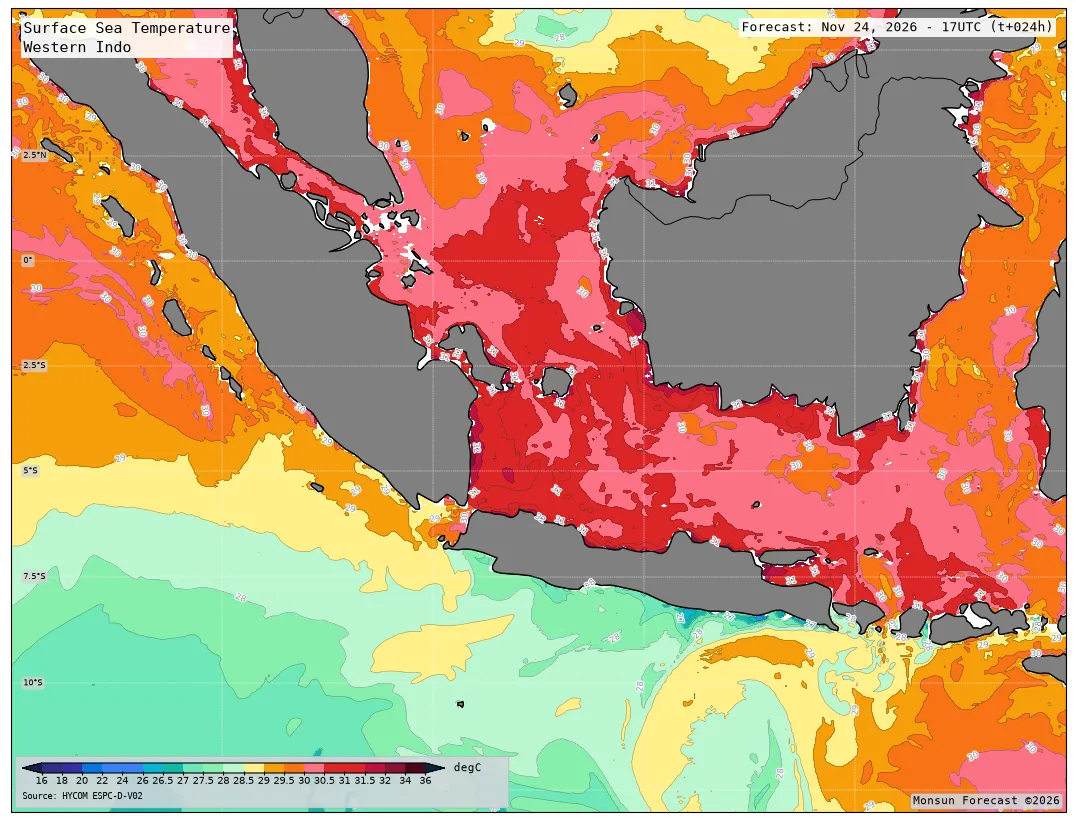 Surface Sea Temperature
Western Indo
Forecast: Nov 24, 2026 - 17UTC (t+024h)
2.5°N
0°
2.5°S
5°S
7.5°S
10°S
degC
16 18 20 22 24 26 26.5 27 27.5 28 28.5 29 29.5 30 30.5 31 31.5 32 34 36
Source: HYCOM ESPC-D-V02
Monsun Forecast ©2026